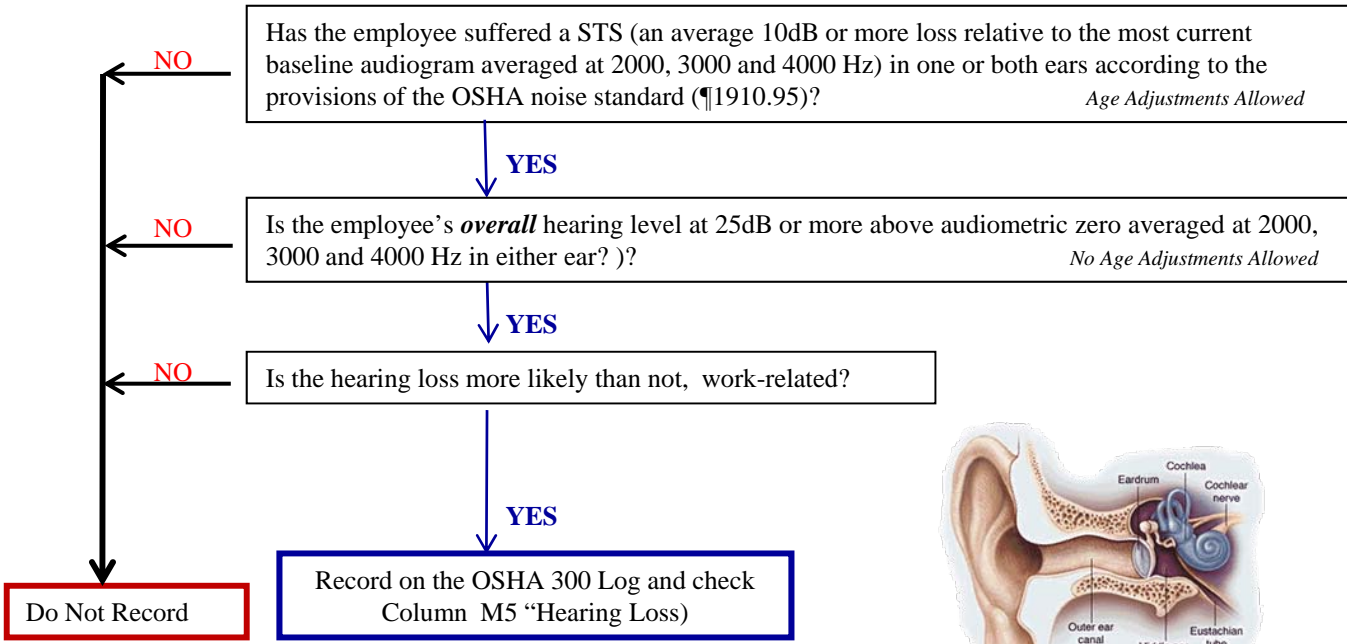 Has the employee suffered a STS (an average 10dB or more loss relative to the most current
baseline audiogram averaged at 2000, 3000 and 4000 Hz) in one or both ears according to the
provisions of the OSHA noise standard (¶1910.95)? Age Adjustments Allowed
NO
YES
Is the employee’s overall hearing level at 25dB or more above audiometric zero averaged at 2000,
3000 and 4000 Hz in either ear? )? No Age Adjustments Allowed
NO
YES
Is the hearing loss more likely than not, work-related?
NO
YES
Record on the OSHA 300 Log and check
Column M5 “Hearing Loss)
Do Not Record
Cochlea
Eardrum
Cochlear
nerve
Outer ear
canal
Eustachian